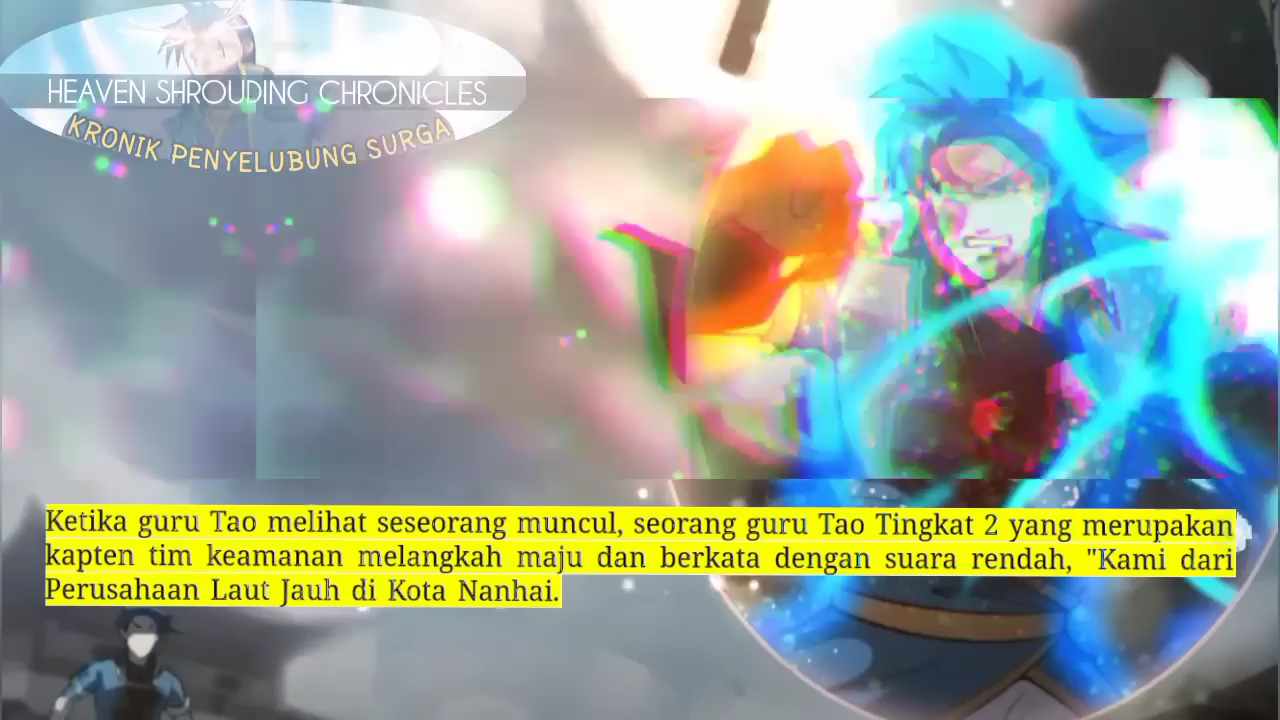 HEAVEN SHROUDING CHRONICLES
KRONIK PENYELUBUNG SURGA
Ketika guru Tao melihat seseorang muncul, seorang guru Tao Tingkat 2 yang merupakan
kapten tim keamanan melangkah maju dan berkata dengan suara rendah, "Kami dari
Perusahaan Laut Jauh di Kota Nanhai.